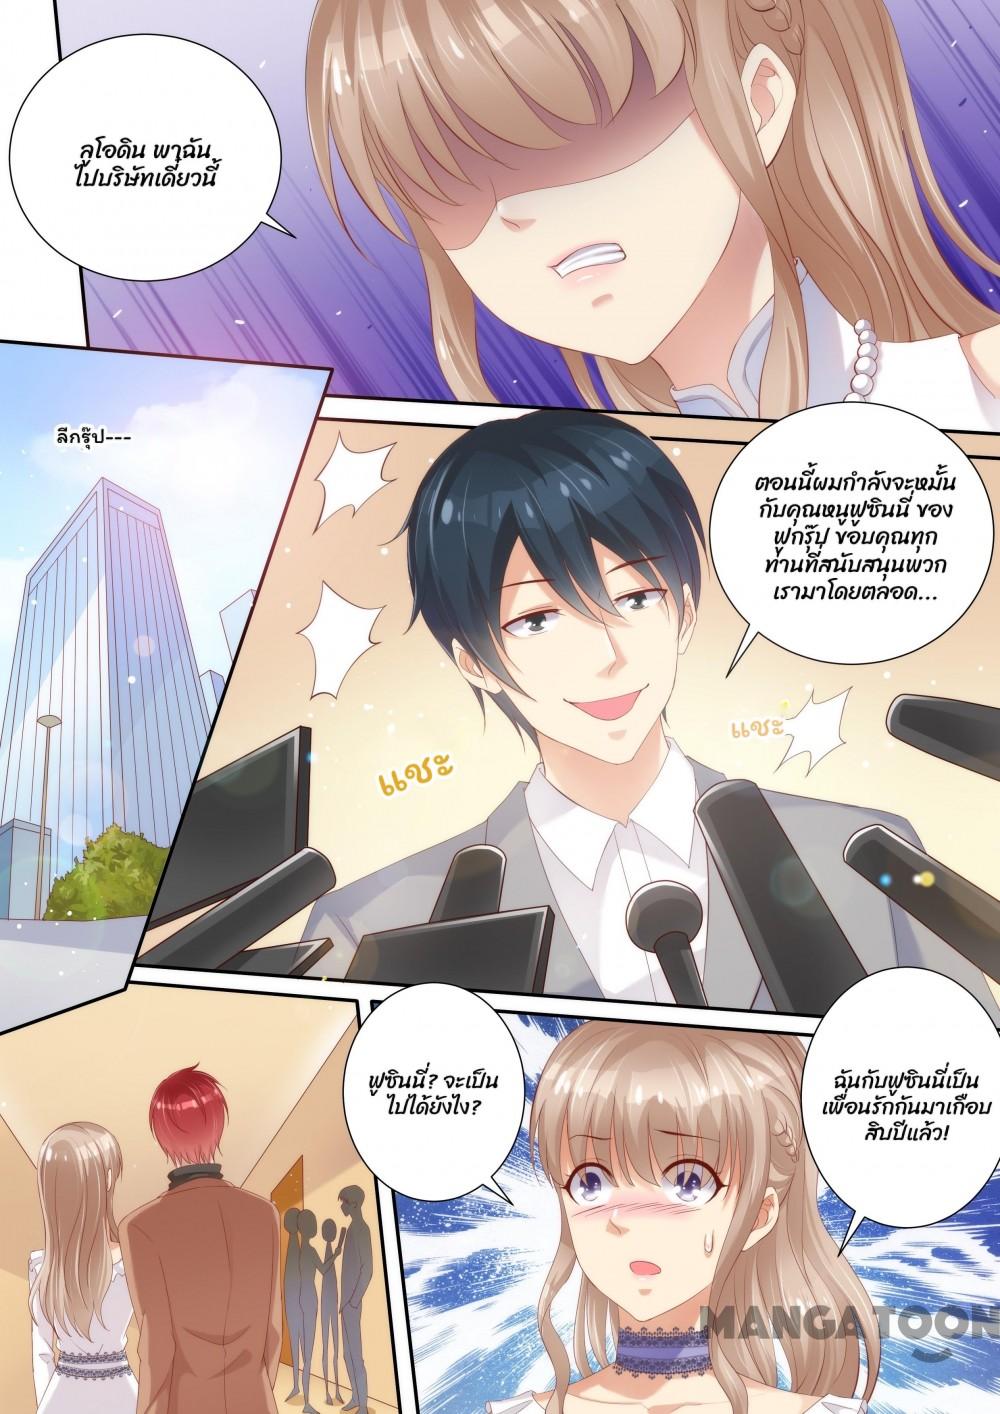 ลูโอดิน พาฉัน
ไปบริษัทเดี๋ยวนี้
ลีกรุ๊ป---
ตอนนี้ผมกำลังจะหมั้น
กับคุณหนูฟูซินนี่ ของ
ฟูกรุ๊ป ขอบคุณทุก
ท่านที่สนับสนุนพวก
เรามาโดยตลอด...
แชะ
แชะ
ฟูซินนี่? จะเป็น
ไปได้ยังไง?
ฉันกับฟูซินนี่เป็น
เพื่อนรักกันมาเกือบ
สิบปีแล้ว!
MANGATOON